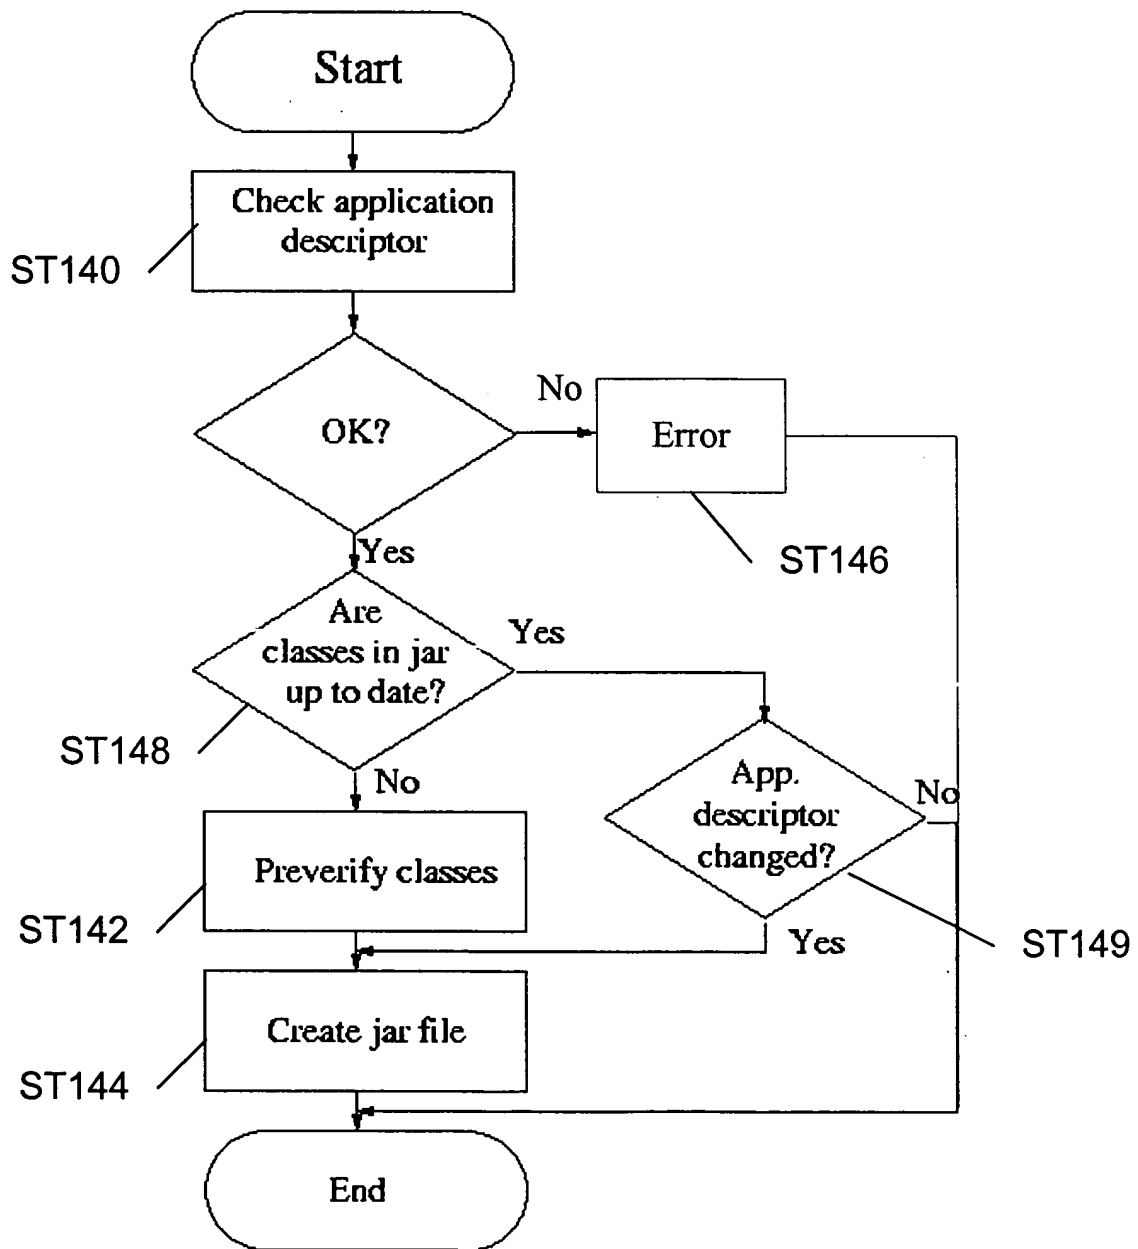 Start
Check application
descriptor
ST140
No
OK?
Error
Yes
ST146
Are
classes in jar
up to date?
Yes
ST148
No
App.
descriptor
changed?
No
Preverify classes
ST142
Yes
ST149
Create jar file
ST144
End